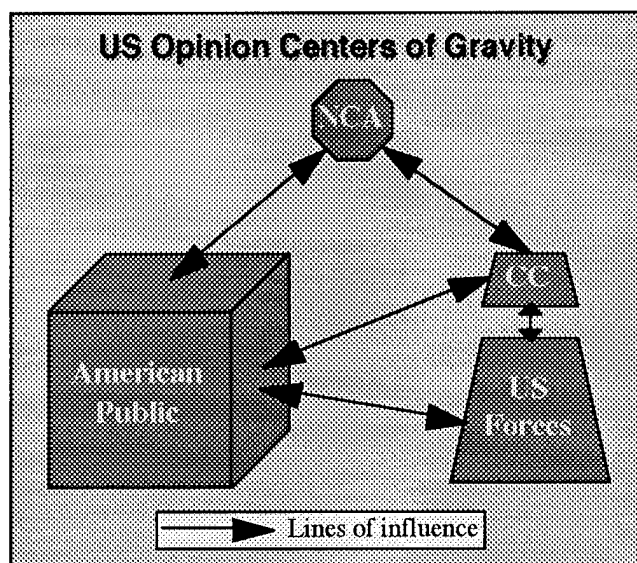 US Opinion Centers of Gravity
NCA
CC
American
Public
US
Forces
Lines of influence